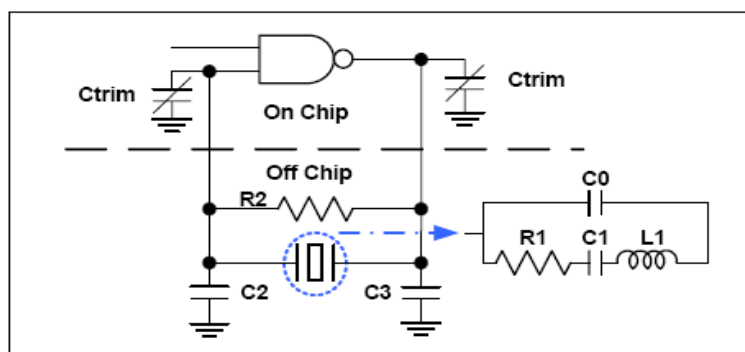 Ctrim
Ctrim
On Chip
Off Chip
R2
C0
R1
C1
L1
C2
C3